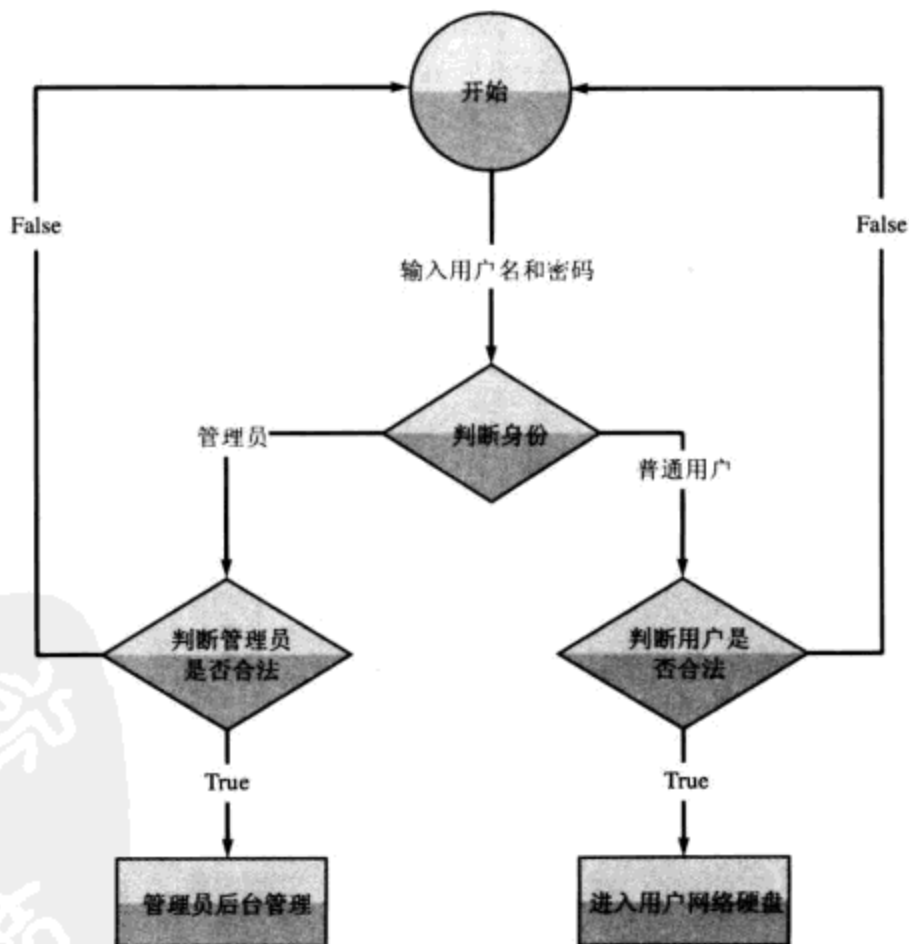 开始
False
False
输入用户名和密码
管理员
判断身份
普通用户
判断管理员
是否合法
判断用户是
否合法
True
True
管理员后台管理
进入用户网络硬盘